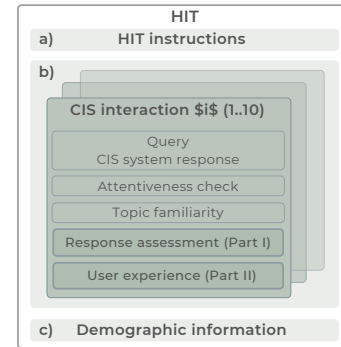 HIT
a) HIT instructions
b)
CIS interaction $i$ (1..10)
Query
CIS system response
Attentiveness check
Topic familiarity
Response assessment (Part I)
User experience (Part II)
c) Demographic information